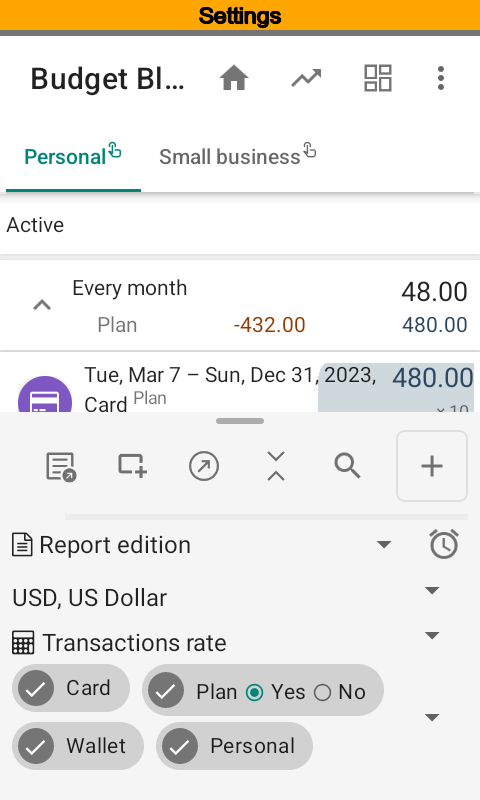 Settings
Budget Bl...
Personal
Small business
Active
Every month
48.00
Plan
-432.00
480.00
Tue, Mar 7 – Sun, Dec 31, 2023,
480.00
Card Plan
× 10
Report edition
USD, US Dollar
Transactions rate
Card
Plan Yes No
Wallet
Personal